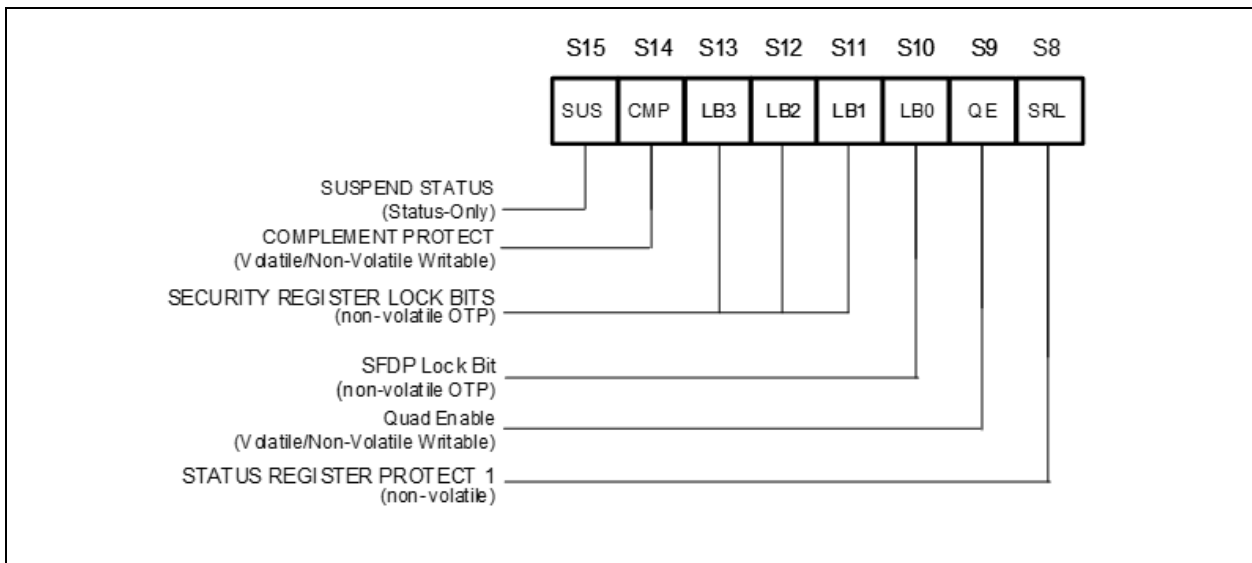 S15 S14 S13 S12 S11 S10 S9 S8
SUS CMP LB3 LB2 LB1 LB0 QE SRL
SUSPEND STATUS
(Status-Only)
COMPLEMENT PROTECT
(Volatile/Non-Volatile Writable)
SECURITY REGISTER LOCK BITS
(non-volatile OTP)
SFDP Lock Bit
(non-volatile OTP)
Quad Enable
(Volatile/Non-Volatile Writable)
STATUS REGISTER PROTECT 1
(non-volatile)